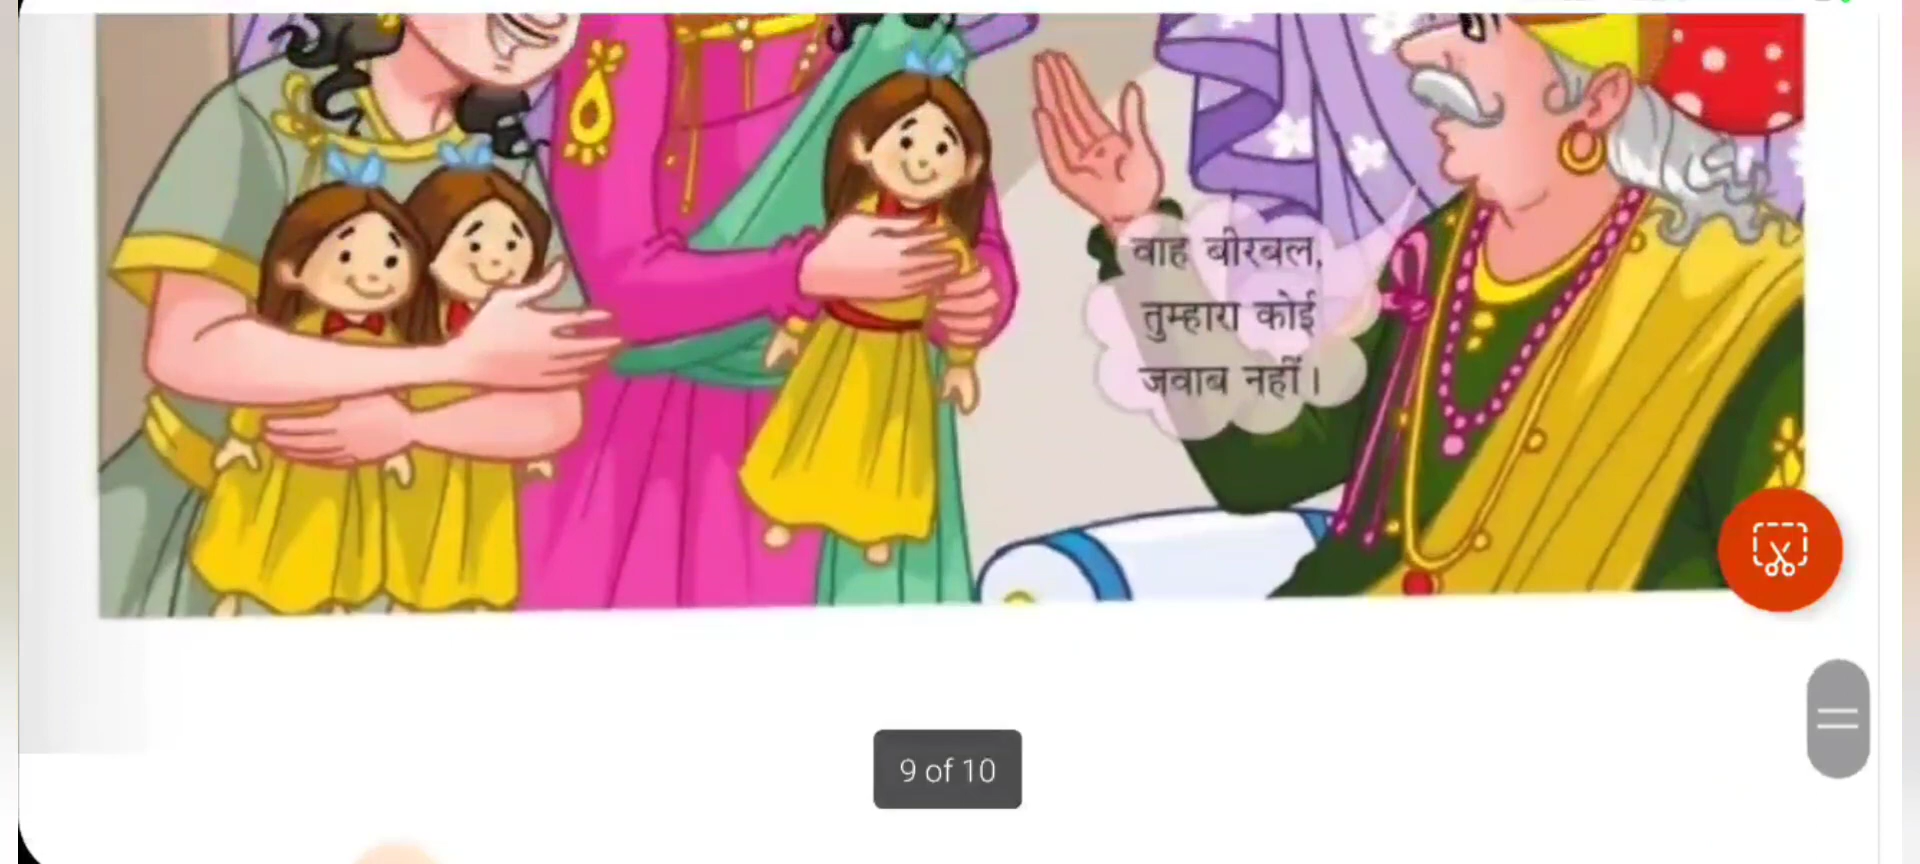 वाह बीरबल,
तुम्हारा कोई
जवाब नहीं।
9 of 10